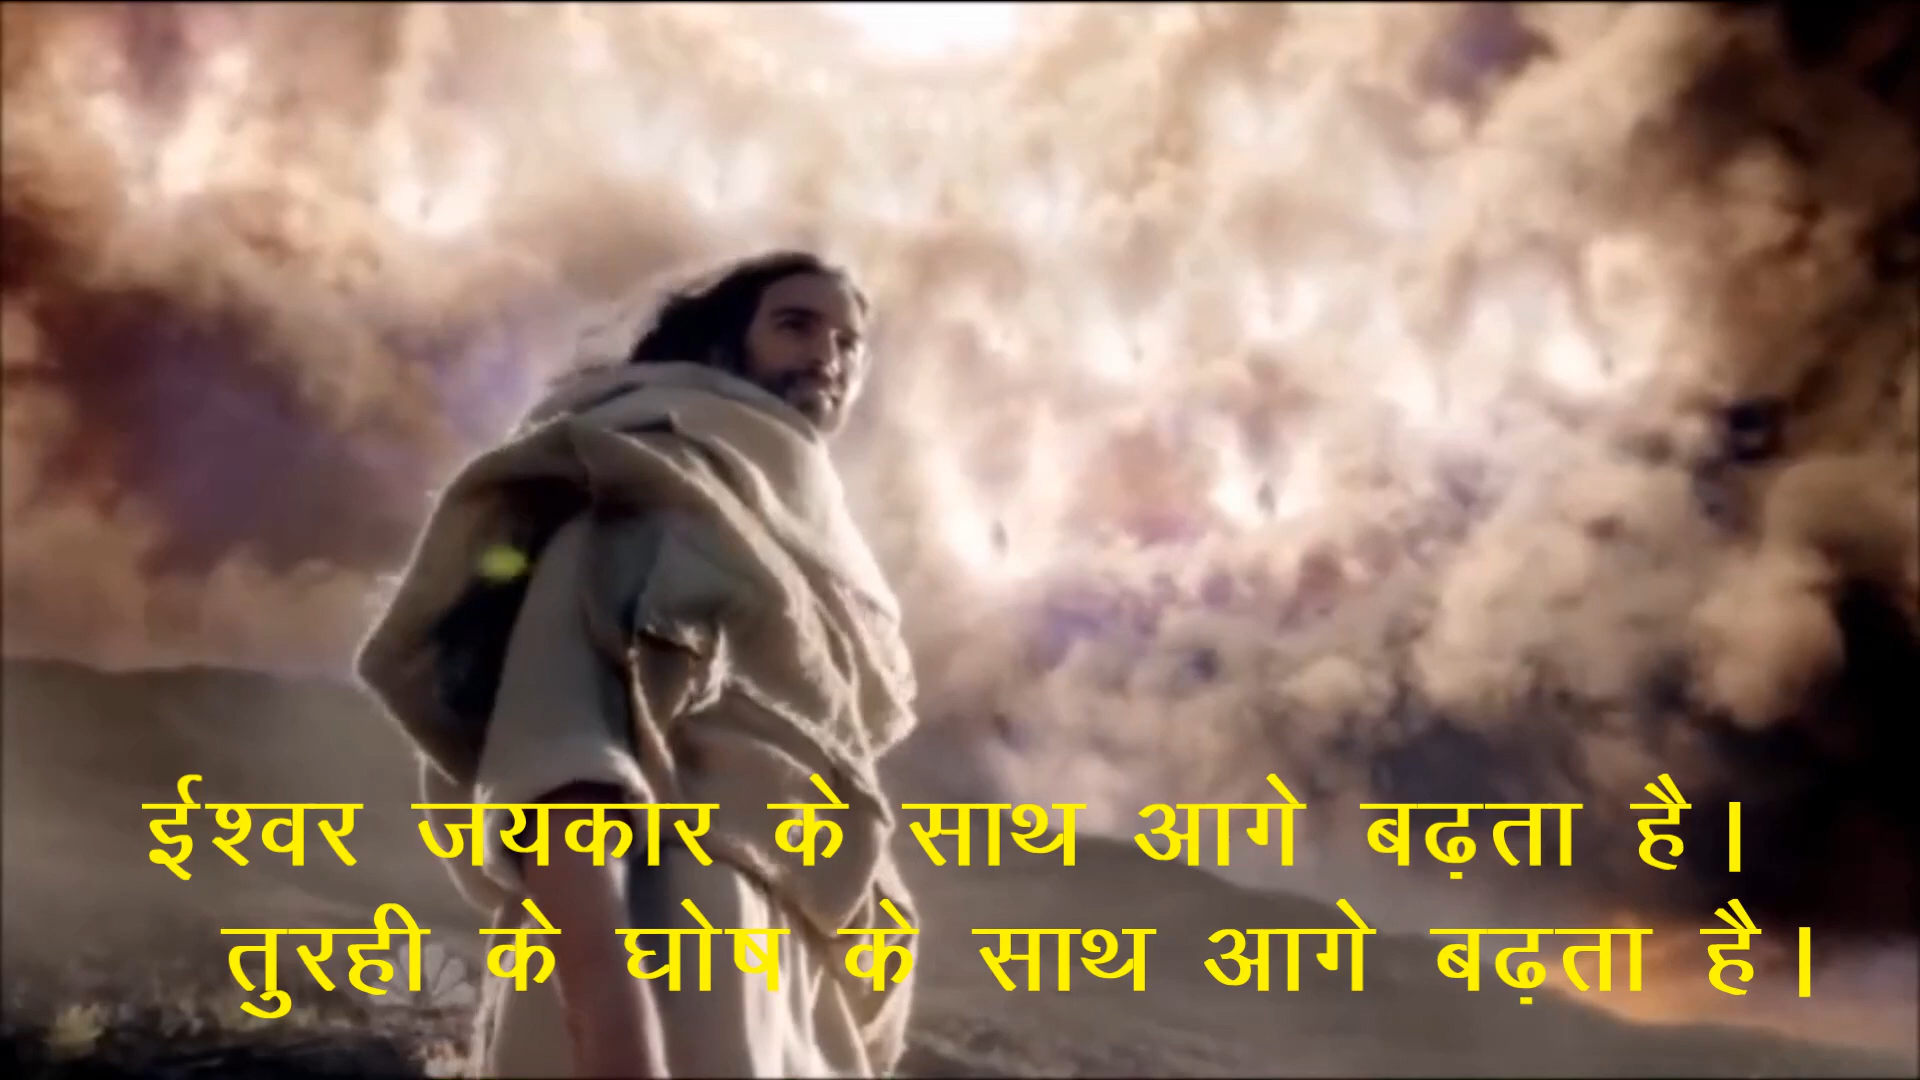 ईश्वर जयकार के साथ आगे बढ़ता है।
तुरही के घोष के साथ आगे बढ़ता है।